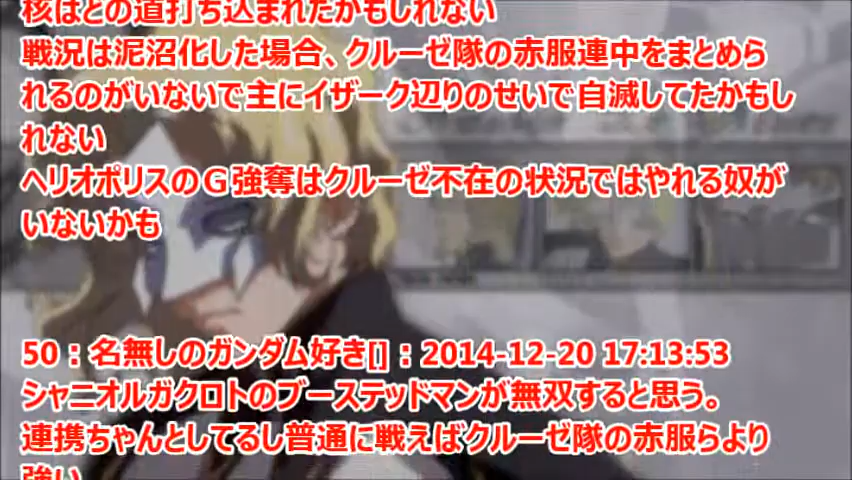 核はどの道打ち込まれたかもしれない
戦況は泥沼化した場合、クルーゼ隊の赤服連中をまとめら
れるのがいないで主にイザーク辺りのせいで自滅してたかもし
れない
ヘリオポリスのＧ強奪はクルーゼ不在の状況ではやれる奴が
いないかも
50：名無しのガンダム好き[]：2014-12-20 17:13:53
シャニオルガクロトのブーステッドマンが無双すると思う。
連携ちゃんとしてるし普通に戦えばクルーゼ隊の赤服らより
強い